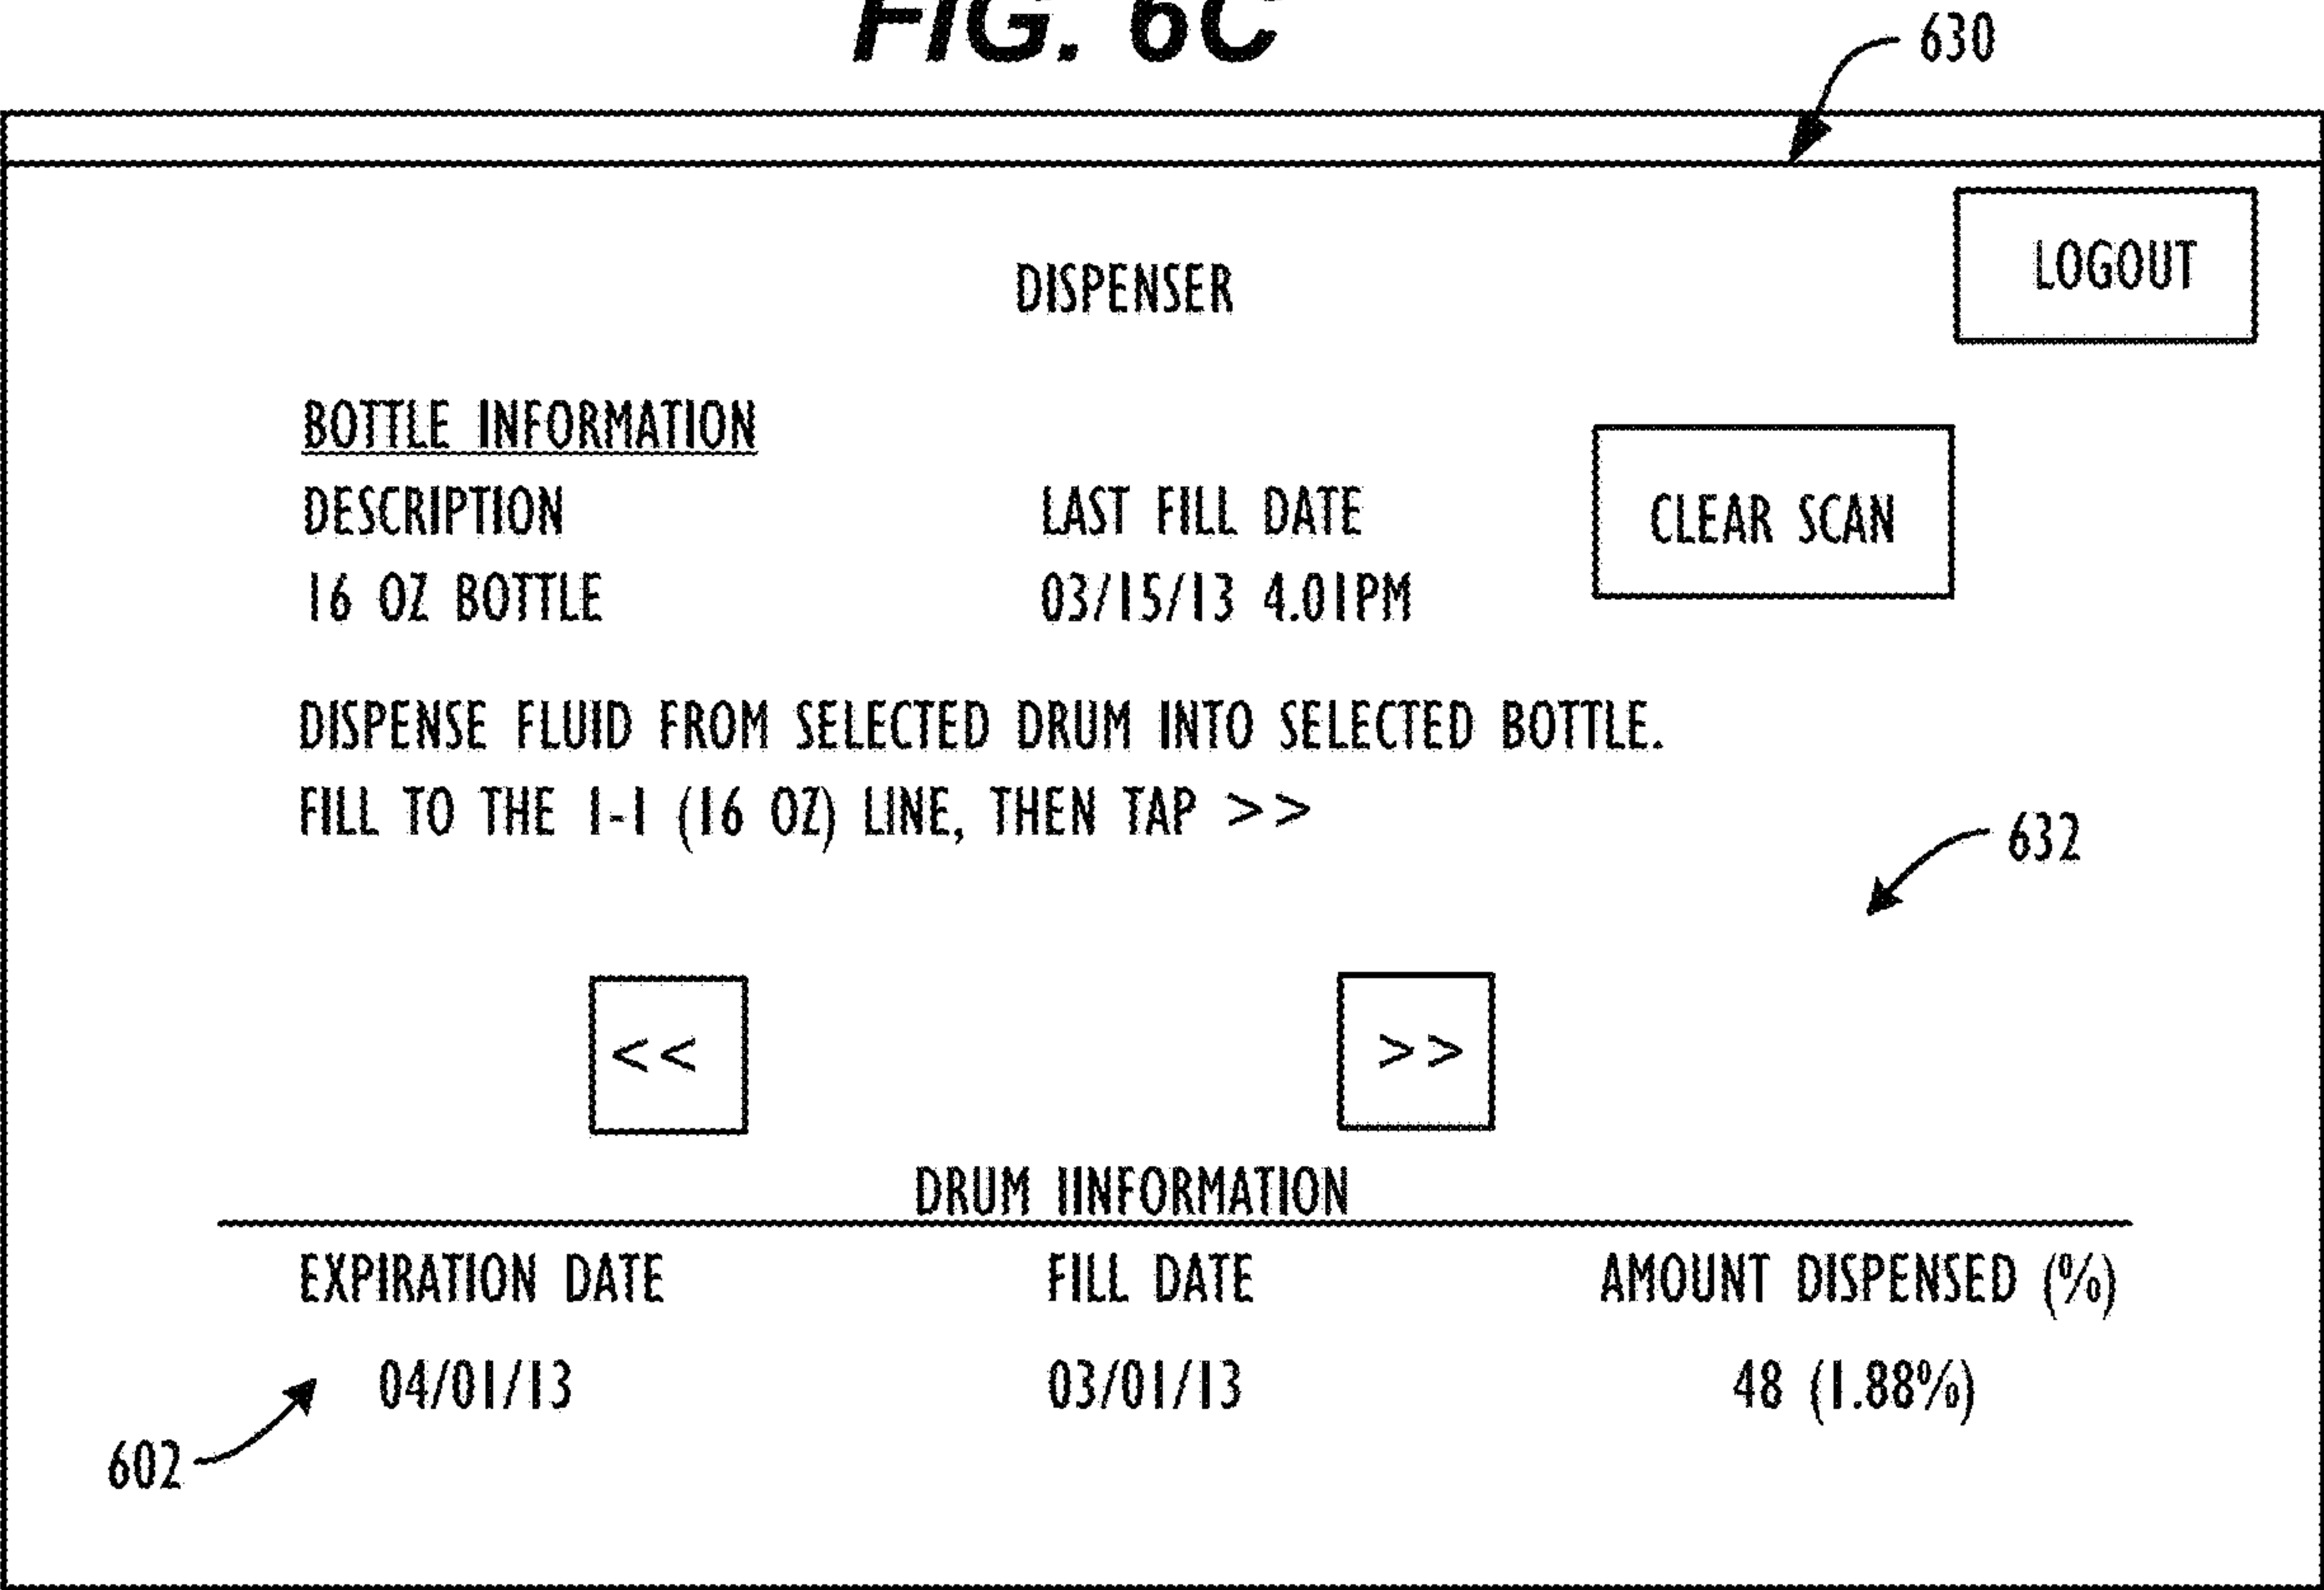 FIG. 6C
630
LOGOUT
DISPENSER
BOTTLE INFORMATION
DESCRIPTION LAST FILL DATE CLEAR SCAN
16 OZ BOTTLE 03/15/13 4.01PM
DISPENSE FLUID FROM SELECTED DRUM INTO SELECTED BOTTLE.
FILL TO THE 1-1 (16 OZ) LINE, THEN TAP >>
632
<< >>
DRUM IINFORMATION
EXPIRATION DATE FILL DATE AMOUNT DISPENSED (%)
04/01/13 03/01/13 48 (1.88%)
602